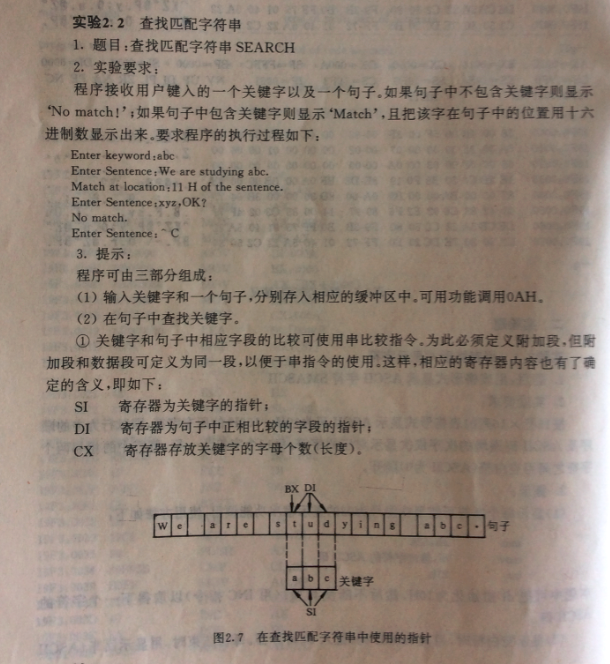 实验2.2 查找匹配字符串
1. 题目:查找匹配字符串 SEARCH
2. 实验要求:
程序接收用户键入的一个关键字以及一个句子。如果句子中不包含关键字则显示
‘No match!’;如果句子中包含关键字则显示‘Match’,且把该字在句子中的位置用十六
进制数显示出来。要求程序的执行过程如下:
Enter keyword:abc
Enter Sentence:We are studying abc.
Match at location:11 H of the sentence.
Enter Sentence:xyz,OK?
No match.
Enter Sentence:^C
3. 提示:
程序可由三部分组成:
(1) 输入关键字和一个句子,分别存入相应的缓冲区中。可用功能调用0AH。
(2) 在句子中查找关键字。
① 关键字和句子中相应字段的比较可使用串比较指令。为此必须定义附加段,但附
加段和数据段可定义为同一段,以便于串指令的使用。这样,相应的寄存器内容也有了确
定的含义,即如下:
SI 寄存器为关键字的指针;
DI 寄存器为句子中正相比较的字段的指针;
CX 寄存器存放关键字的字母个数(长度)。
BX DI
W e a r e s t u d y i n g a b c . 句子
a b c 关键字
SI
图2.7 在查找匹配字符串中使用的指针